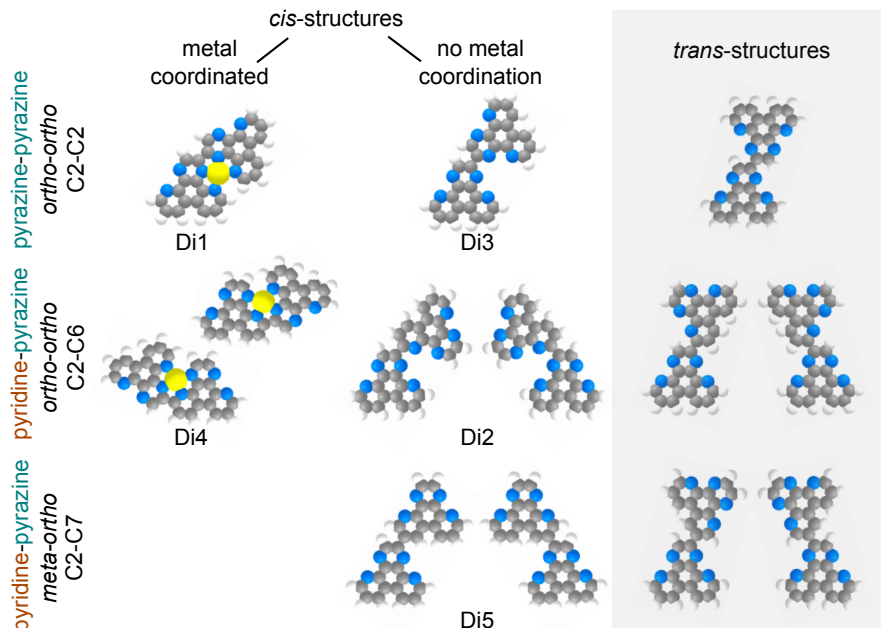 cis-structures
metal
coordinated
no metal
coordination
trans-structures
pyrazine-pyrazine
ortho-ortho
C2-C2
Di1
Di3
pyridine-pyrazine
ortho-ortho
C2-C6
Di4
Di2
pyridine-pyrazine
meta-ortho
C2-C7
Di5